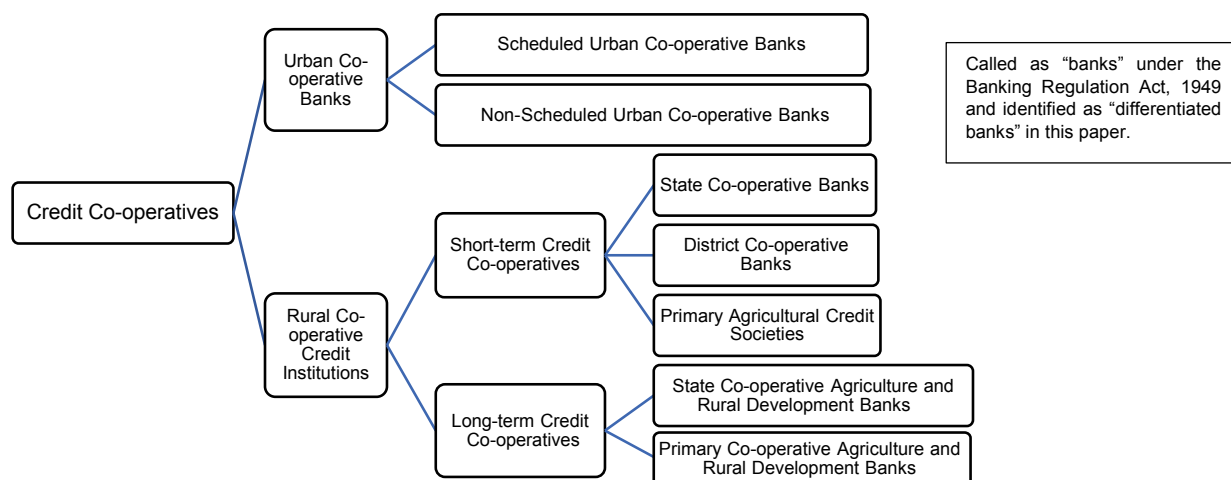 Credit Co-operatives
Urban Co-
operative
Banks
Scheduled Urban Co-operative Banks
Non-Scheduled Urban Co-operative Banks
Rural Co-
operative
Credit
Institutions
Short-term Credit
Co-operatives
State Co-operative Banks
District Co-operative
Banks
Primary Agricultural Credit
Societies
Long-term Credit
Co-operatives
State Co-operative Agriculture and
Rural Development Banks
Primary Co-operative Agriculture and
Rural Development Banks
Called as “banks” under the
Banking Regulation Act, 1949
and identified as “differentiated
banks” in this paper.